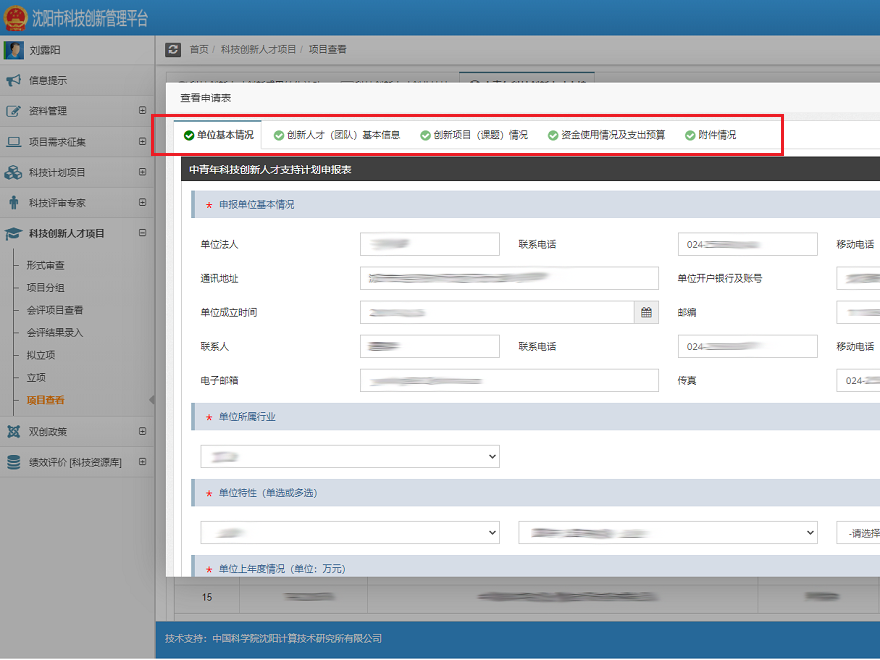 沈阳市科技创新管理平台
刘露阳
首页 / 科技创新人才项目 / 项目查看
信息提示
资料管理
项目需求征集
科技计划项目
科技评审专家
科技创新人才项目
形式审查
项目分组
会评项目查看
会评结果录入
拟立项
立项
项目查看
双创政策
绩效评价 [科技资源库]
查看申请表
单位基本情况 创新人才（团队）基本信息 创新项目（课题）情况 资金使用情况及支出预算 附件情况
中青年科技创新人才支持计划申报表
* 申报单位基本情况
单位法人 联系电话 024- 移动电话
通讯地址 单位开户银行及账号
单位成立时间 邮编
联系人 联系电话 024- 移动电话
电子邮箱 传真 024-
* 单位所属行业
* 单位特性（单选或多选）
-请选择
* 单位上年度情况（单位：万元）
15
技术支持：中国科学院沈阳计算技术研究所有限公司